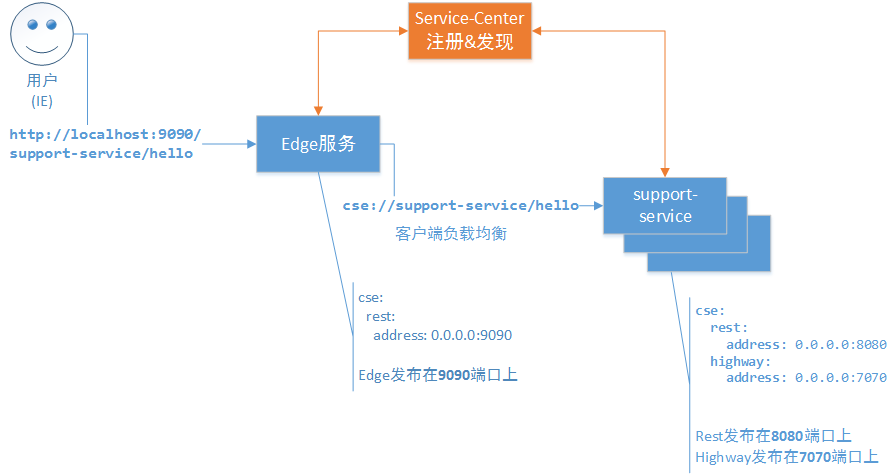 Service-Center
注册&发现
用户
(IE)
http://localhost:9090/
support-service/hello
Edge服务
cse://support-service/hello
客户端负载均衡
support-
service
cse:
rest:
address: 0.0.0.0:9090
Edge发布在9090端口上
cse:
rest:
address: 0.0.0.0:8080
highway:
address: 0.0.0.0:7070
Rest发布在8080端口上
Highway发布在7070端口上